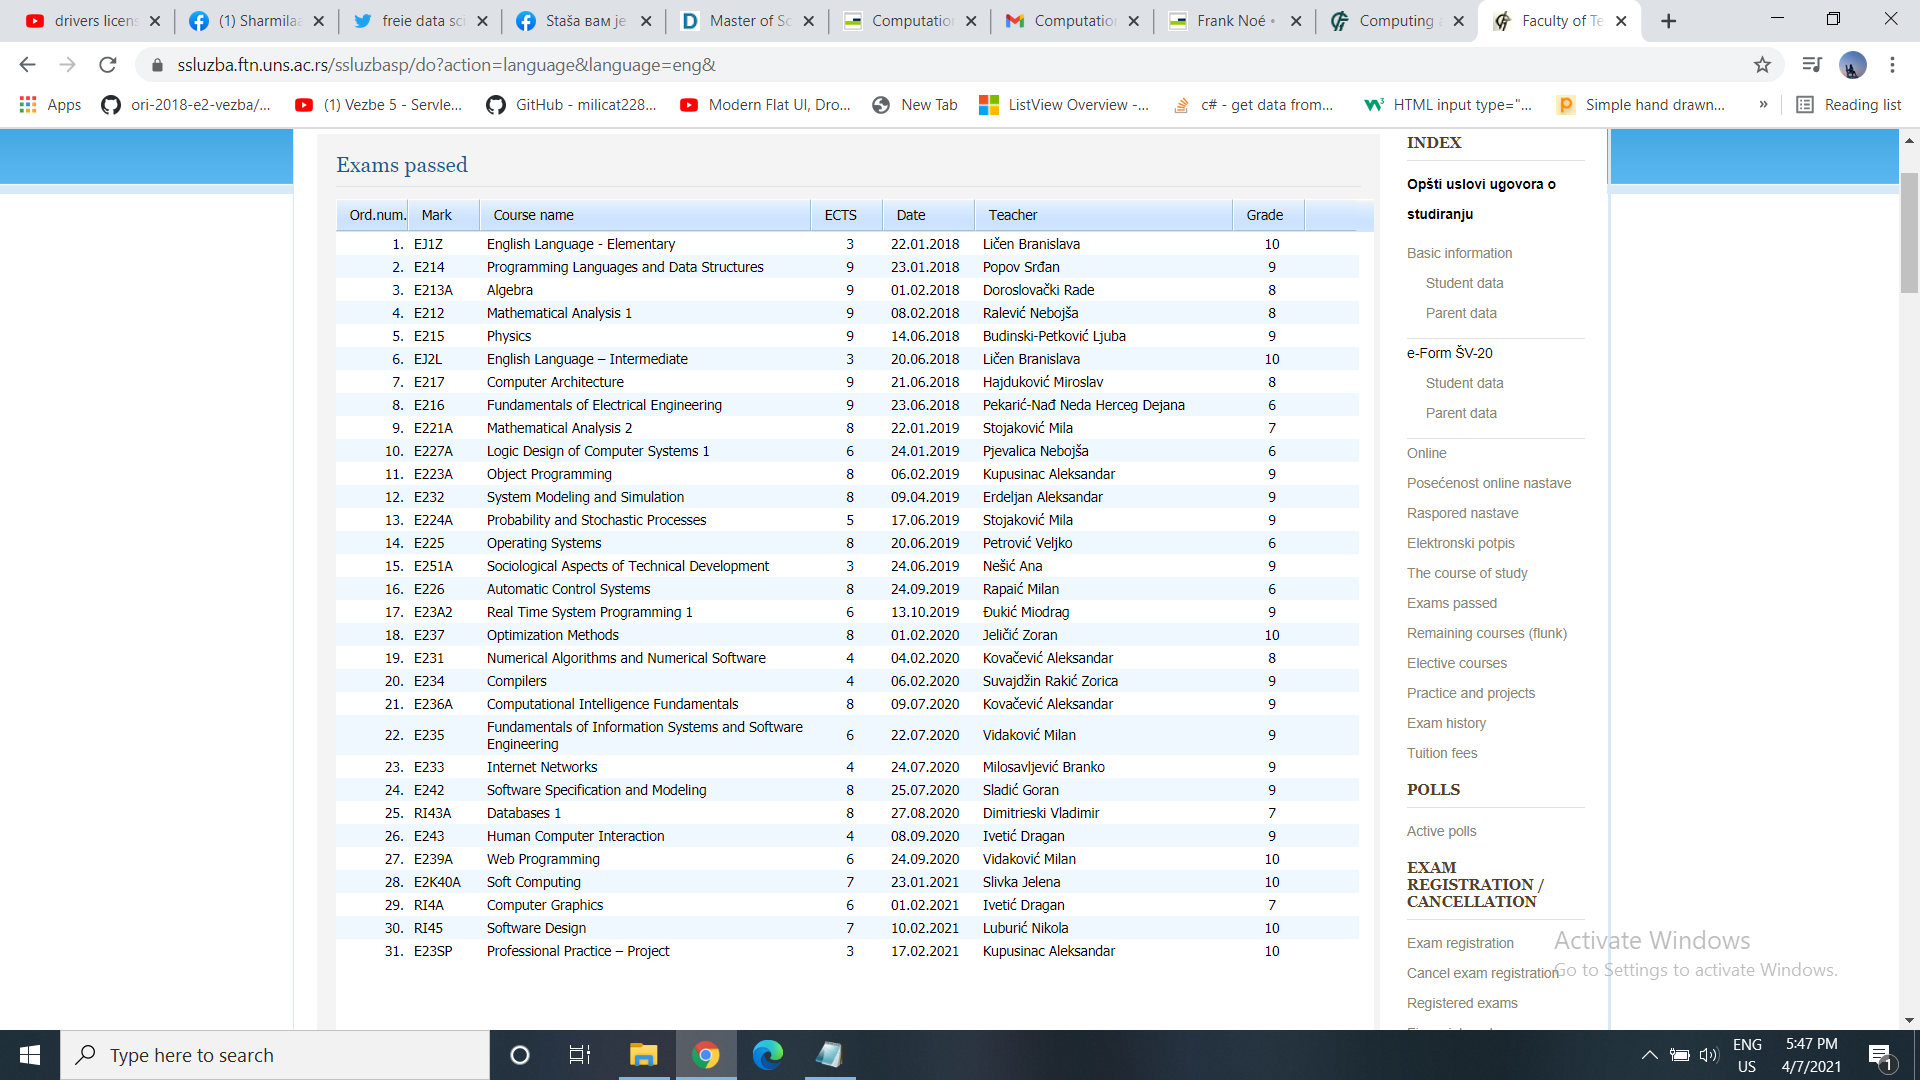 drivers licens
(1) Sharmilaa
freie data sci
Staša вам је
Master of Sc
Computation
Computation
Frank Noé •
Computing a
Faculty of Te
ssluzba.ftn.uns.ac.rs/ssluzbasp/do?action=language&language=eng&
Apps
ori-2018-e2-vezba/...
(1) Vezbe 5 - Servle...
GitHub - milicat228...
Modern Flat UI, Dro...
New Tab
ListView Overview -...
c# - get data from...
HTML input type="...
Simple hand drawn...
»
Reading list
Exams passed
Ord.num. Mark Course name ECTS Date Teacher Grade
1. EJ1Z English Language - Elementary 3 22.01.2018 Ličen Branislava 10
2. E214 Programming Languages and Data Structures 9 23.01.2018 Popov Srđan 9
3. E213A Algebra 9 01.02.2018 Doroslovački Rade 8
4. E212 Mathematical Analysis 1 9 08.02.2018 Ralević Nebojša 8
5. E215 Physics 9 14.06.2018 Budinski-Petković Ljuba 9
6. EJ2L English Language – Intermediate 3 20.06.2018 Ličen Branislava 10
7. E217 Computer Architecture 9 21.06.2018 Hajduković Miroslav 8
8. E216 Fundamentals of Electrical Engineering 9 23.06.2018 Pekarić-Nađ Neda Herceg Dejana 6
9. E221A Mathematical Analysis 2 8 22.01.2019 Stojaković Mila 7
10. E227A Logic Design of Computer Systems 1 6 24.01.2019 Pjevalica Nebojša 6
11. E223A Object Programming 8 06.02.2019 Kupusinac Aleksandar 9
12. E232 System Modeling and Simulation 8 09.04.2019 Erdeljan Aleksandar 9
13. E224A Probability and Stochastic Processes 5 17.06.2019 Stojaković Mila 9
14. E225 Operating Systems 8 20.06.2019 Petrović Veljko 6
15. E251A Sociological Aspects of Technical Development 3 24.06.2019 Nešić Ana 9
16. E226 Automatic Control Systems 8 24.09.2019 Rapaić Milan 6
17. E23A2 Real Time System Programming 1 6 13.10.2019 Đukić Miodrag 9
18. E237 Optimization Methods 8 01.02.2020 Jeličić Zoran 10
19. E231 Numerical Algorithms and Numerical Software 4 04.02.2020 Kovačević Aleksandar 8
20. E234 Compilers 4 06.02.2020 Suvajdžin Rakić Zorica 9
21. E236A Computational Intelligence Fundamentals 8 09.07.2020 Kovačević Aleksandar 9
22. E235 Fundamentals of Information Systems and Software
Engineering 6 22.07.2020 Vidaković Milan 9
23. E233 Internet Networks 4 24.07.2020 Milosavljević Branko 9
24. E242 Software Specification and Modeling 8 25.07.2020 Sladić Goran 9
25. RI43A Databases 1 8 27.08.2020 Dimitrieski Vladimir 7
26. E243 Human Computer Interaction 4 08.09.2020 Ivetić Dragan 9
27. E239A Web Programming 6 24.09.2020 Vidaković Milan 10
28. E2K40A Soft Computing 7 23.01.2021 Slivka Jelena 10
29. RI4A Computer Graphics 6 01.02.2021 Ivetić Dragan 7
30. RI45 Software Design 7 10.02.2021 Luburić Nikola 10
31. E23SP Professional Practice – Project 3 17.02.2021 Kupusinac Aleksandar 10
INDEX
Opšti uslovi ugovora o
studiranju
Basic information
Student data
Parent data
e-Form ŠV-20
Student data
Parent data
Online
Posećenost online nastave
Raspored nastave
Elektronski potpis
The course of study
Exams passed
Remaining courses (flunk)
Elective courses
Practice and projects
Exam history
Tuition fees
POLLS
Active polls
EXAM
REGISTRATION /
CANCELLATION
Exam registration
Cancel exam registration
Registered exams
Activate Windows
Go to Settings to activate Windows.
Type here to search
ENG
US
5:47 PM
4/7/2021
1